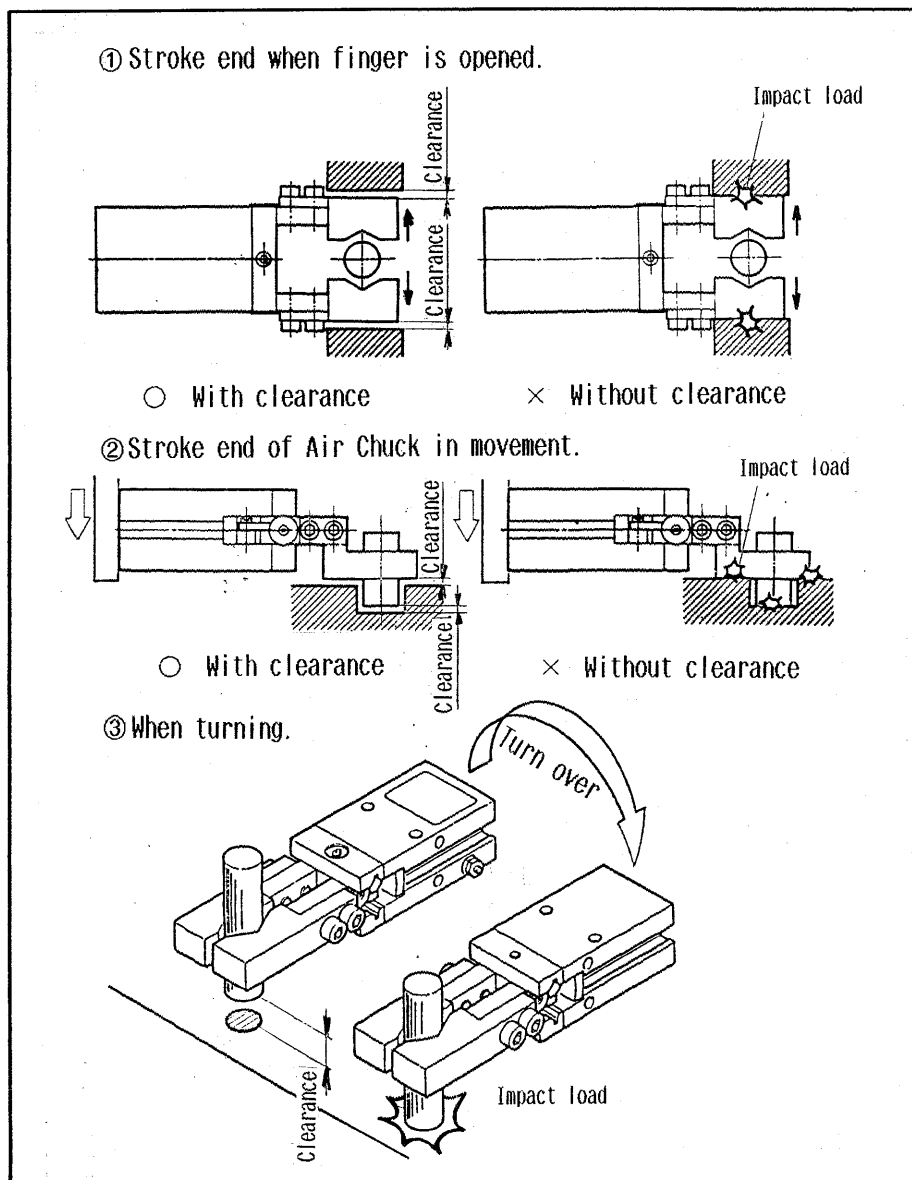 ① Stroke end when finger is opened.
Impact load
Clearance
Clearance
○ With clearance
× Without clearance
② Stroke end of Air Chuck in movement.
Impact load
Clearance
Clearance
○ With clearance
× Without clearance
③ When turning.
Turn over
Clearance
Impact load